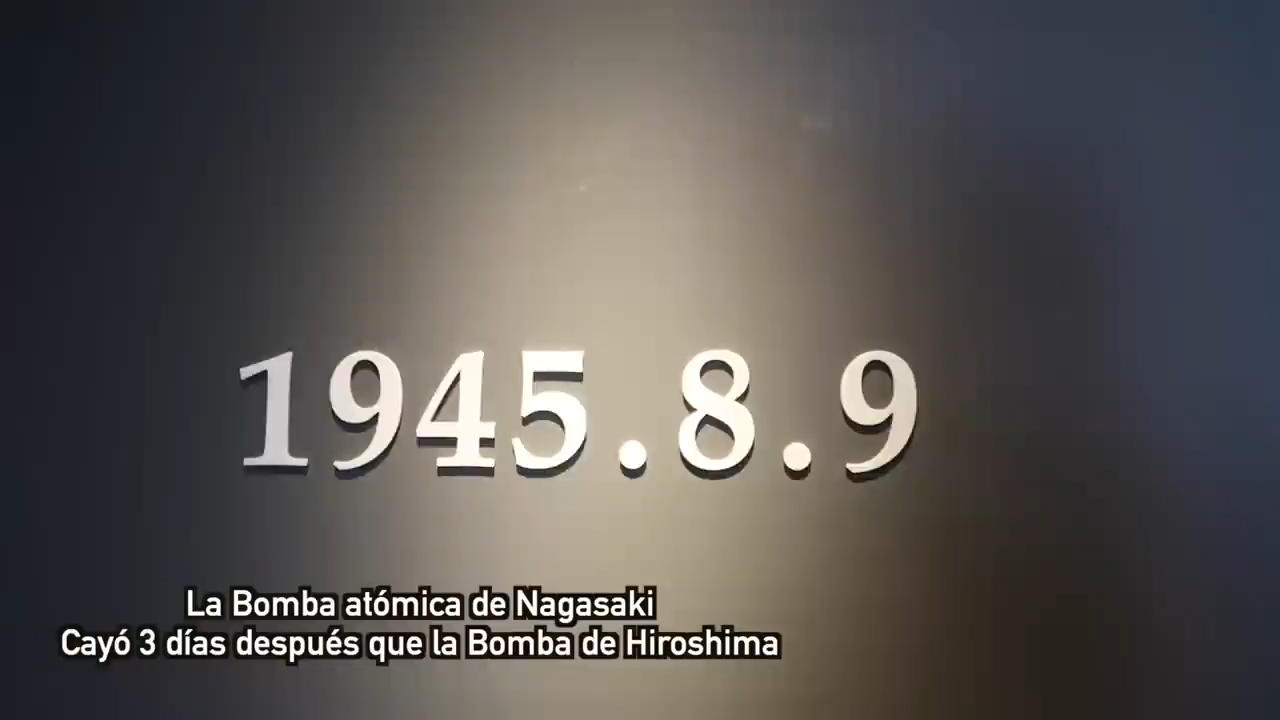 1945.8.9
La Bomba atómica de Nagasaki
Cayó 3 días después que la Bomba de Hiroshima